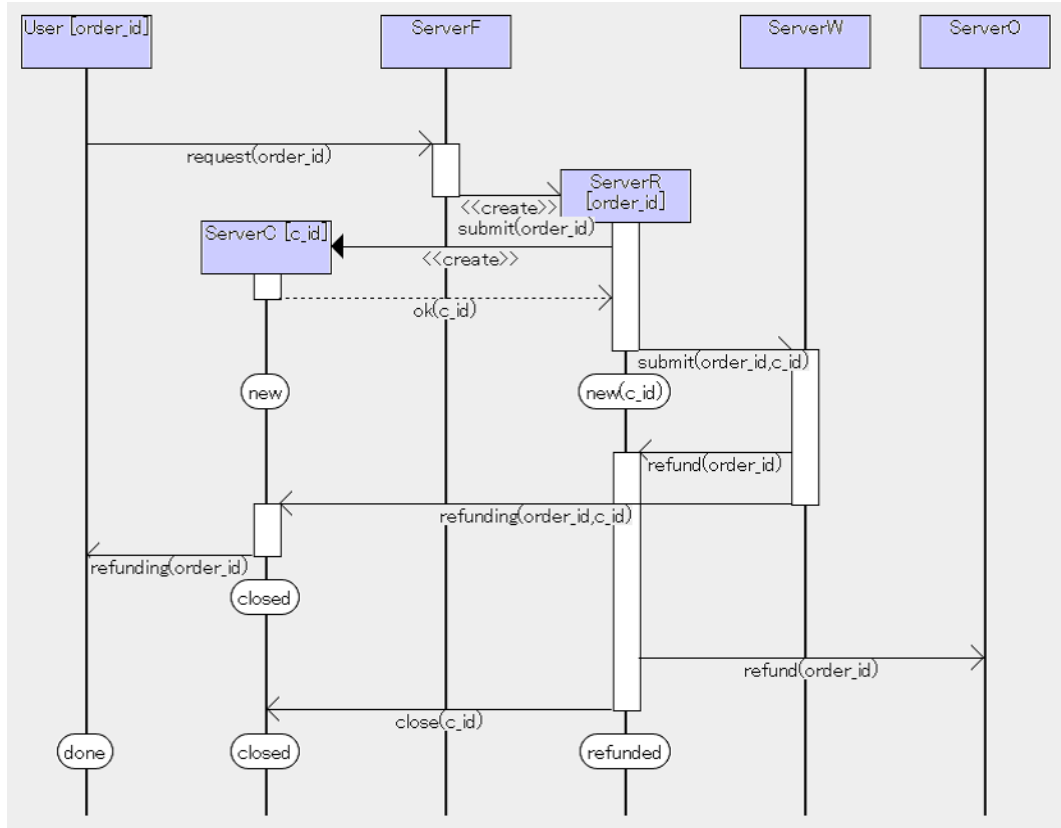 User [order_id]
ServerF
ServerW
ServerO
request(order_id)
ServerR
[order_id]
<<create>>
submit(order_id)
ServerC [c_id]
<<create>>
ok(c_id)
submit(order_id,c_id)
new
new(c_id)
refund(order_id)
refunding(order_id,c_id)
refunding(order_id)
closed
refund(order_id)
close(c_id)
done
closed
refunded